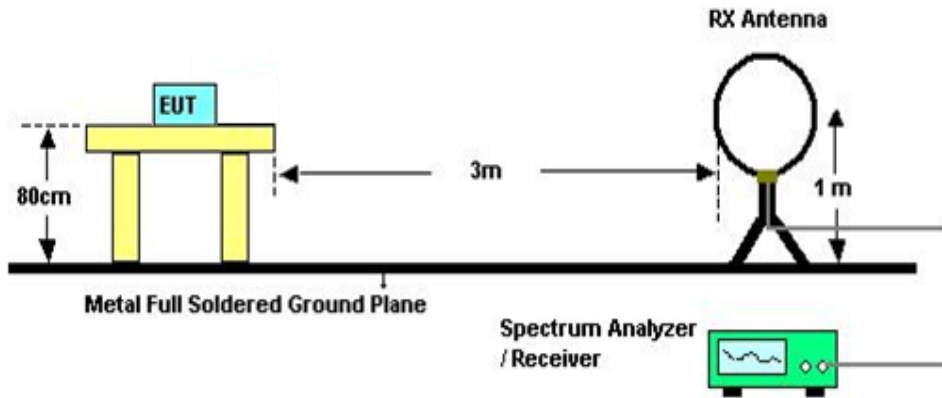 RX Antenna
EUT
3m
80cm
1 m
Metal Full Soldered Ground Plane
Spectrum Analyzer
/ Receiver